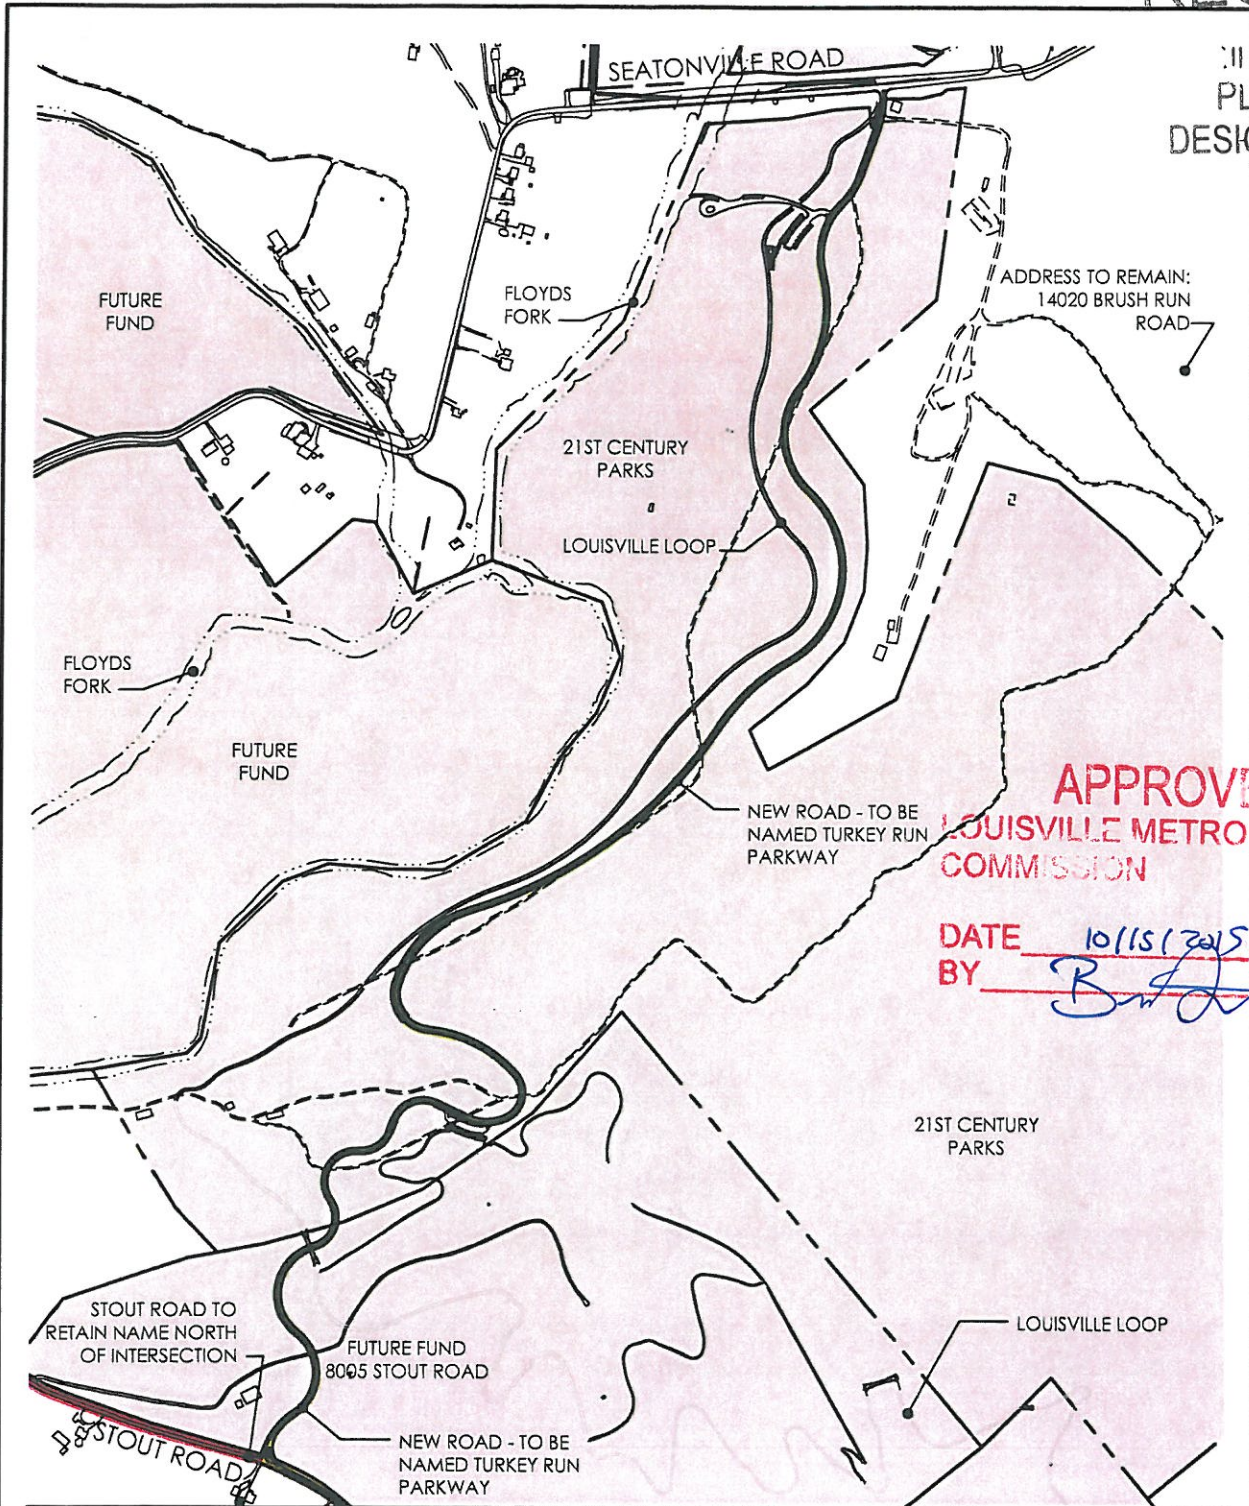 SEATONVILLE ROAD
PL
DESIG
FUTURE
FUND
FLOYDS
FORK
ADDRESS TO REMAIN:
14020 BRUSH RUN
ROAD
21ST CENTURY
PARKS
LOUISVILLE LOOP
FLOYDS
FORK
FUTURE
FUND
NEW ROAD - TO BE
NAMED TURKEY RUN
PARKWAY
APPROVE
LOUISVILLE METRO
COMMISSION
DATE 10/15/2015
BY
21ST CENTURY
PARKS
STOUT ROAD TO
RETAIN NAME NORTH
OF INTERSECTION
FUTURE FUND
8005 STOUT ROAD
LOUISVILLE LOOP
STOUT ROAD
NEW ROAD - TO BE
NAMED TURKEY RUN
PARKWAY